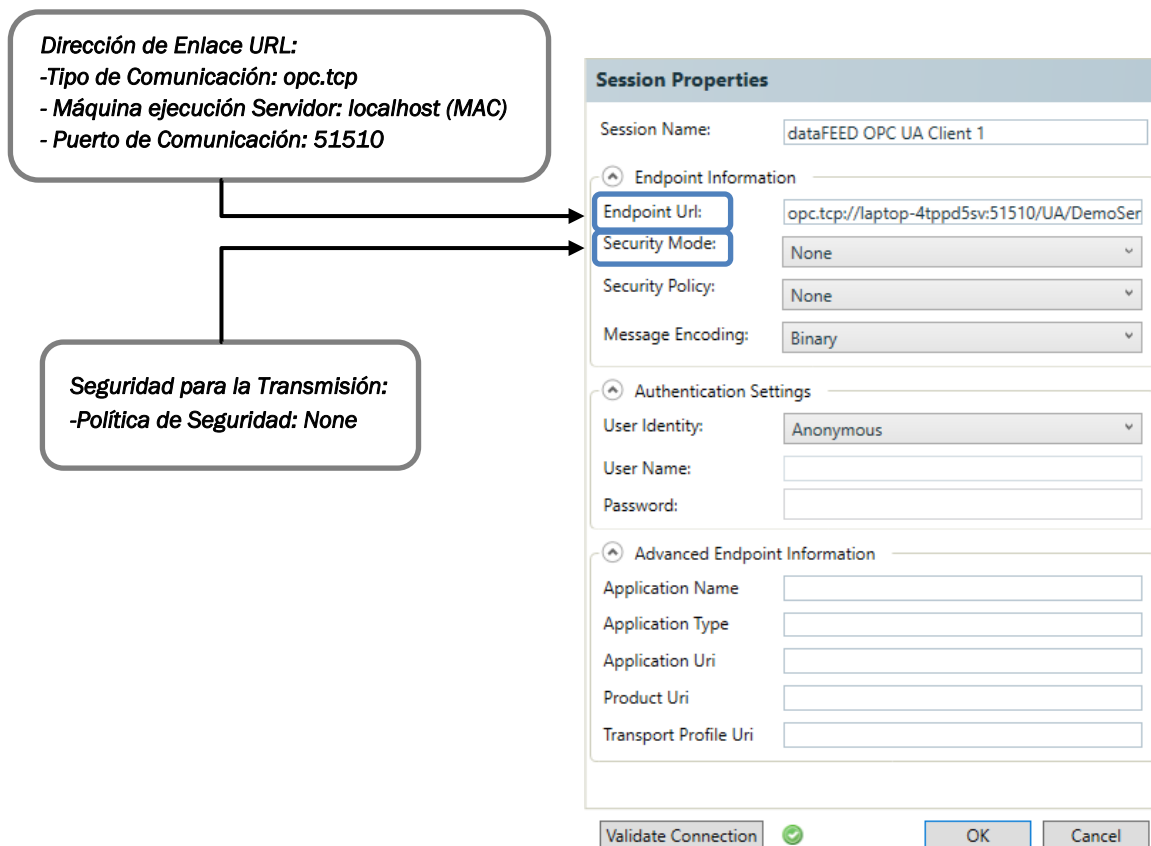 Dirección de Enlace URL:
-Tipo de Comunicación: opc.tcp
- Máquina ejecución Servidor: localhost (MAC)
- Puerto de Comunicación: 51510
Seguridad para la Transmisión:
-Política de Seguridad: None
Session Properties
Session Name: dataFEED OPC UA Client 1
Endpoint Information
Endpoint Url: opc.tcp://laptop-4tppd5sv:51510/UA/DemoSer
Security Mode: None
Security Policy: None
Message Encoding: Binary
Authentication Settings
User Identity: Anonymous
User Name:
Password:
Advanced Endpoint Information
Application Name
Application Type
Application Uri
Product Uri
Transport Profile Uri
Validate Connection OK Cancel